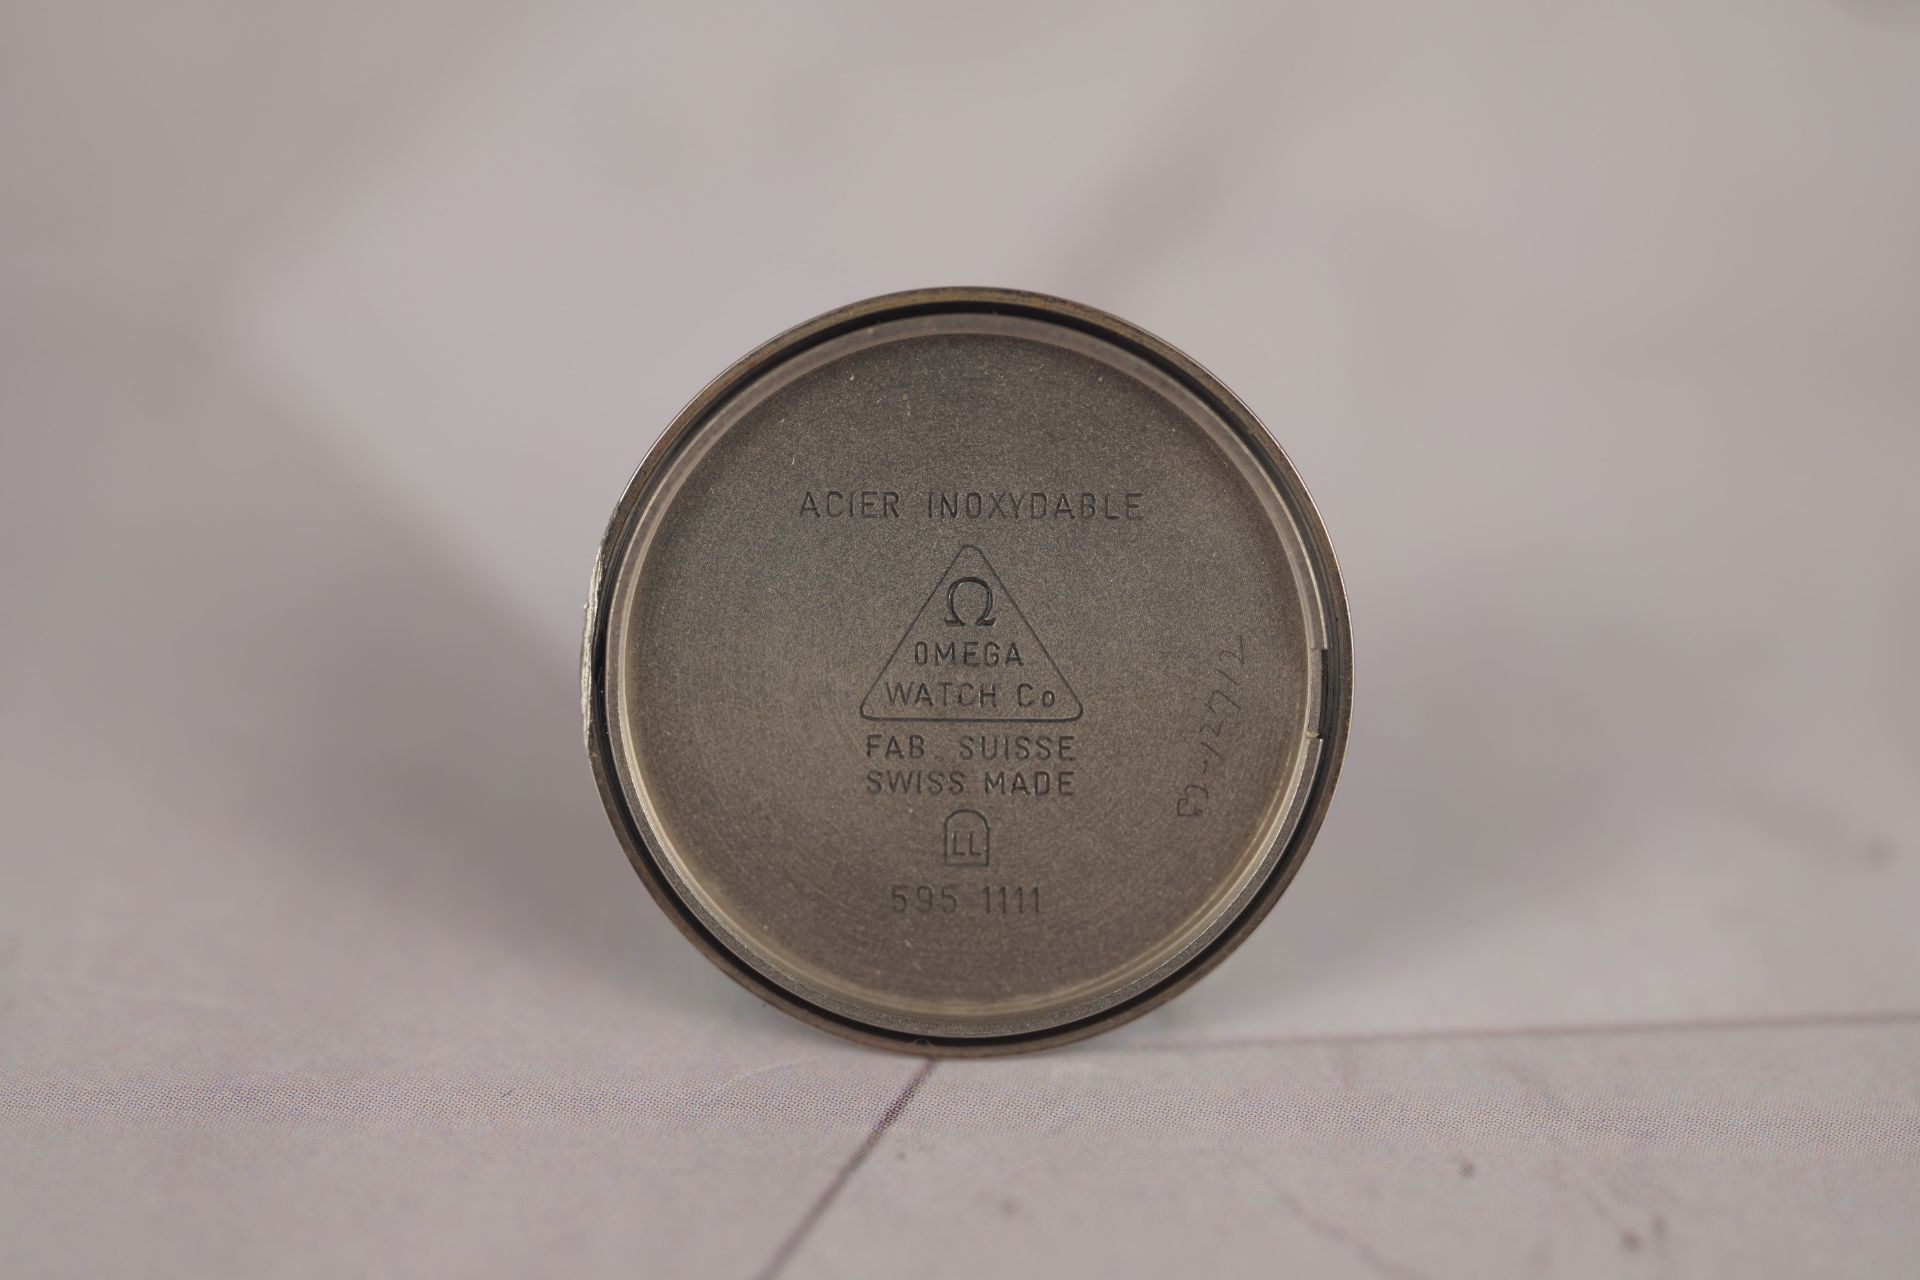 ACIER INOXYDABLE
Ω
OMEGA
WATCH Co
FAB. SUISSE
SWISS MADE
LL
595 1111